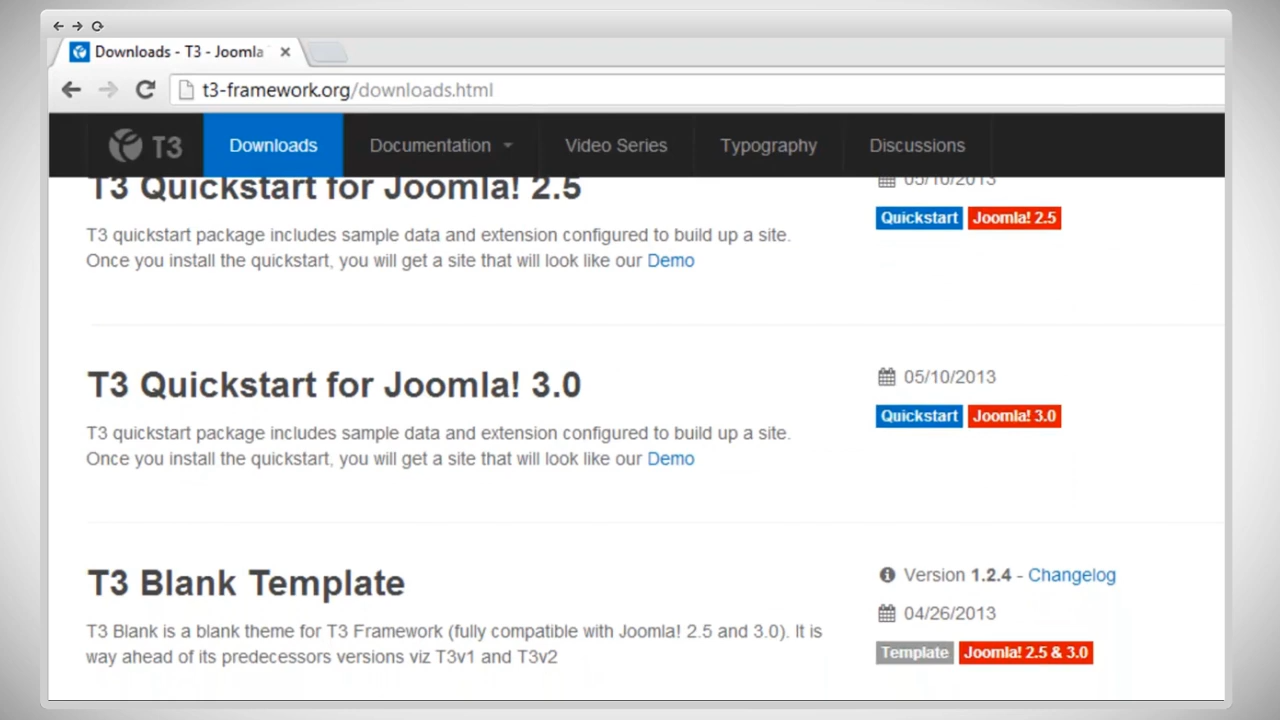 Downloads - T3 - Joomla
t3-framework.org/downloads.html
T3 Downloads Documentation Video Series Typography Discussions
T3 Quickstart for Joomla! 2.5
05/10/2013
Quickstart Joomla! 2.5
T3 quickstart package includes sample data and extension configured to build up a site.
Once you install the quickstart, you will get a site that will look like our Demo
T3 Quickstart for Joomla! 3.0
05/10/2013
Quickstart Joomla! 3.0
T3 quickstart package includes sample data and extension configured to build up a site.
Once you install the quickstart, you will get a site that will look like our Demo
T3 Blank Template
Version 1.2.4 - Changelog
04/26/2013
Template Joomla! 2.5 & 3.0
T3 Blank is a blank theme for T3 Framework (fully compatible with Joomla! 2.5 and 3.0). It is
way ahead of its predecessors versions viz T3v1 and T3v2